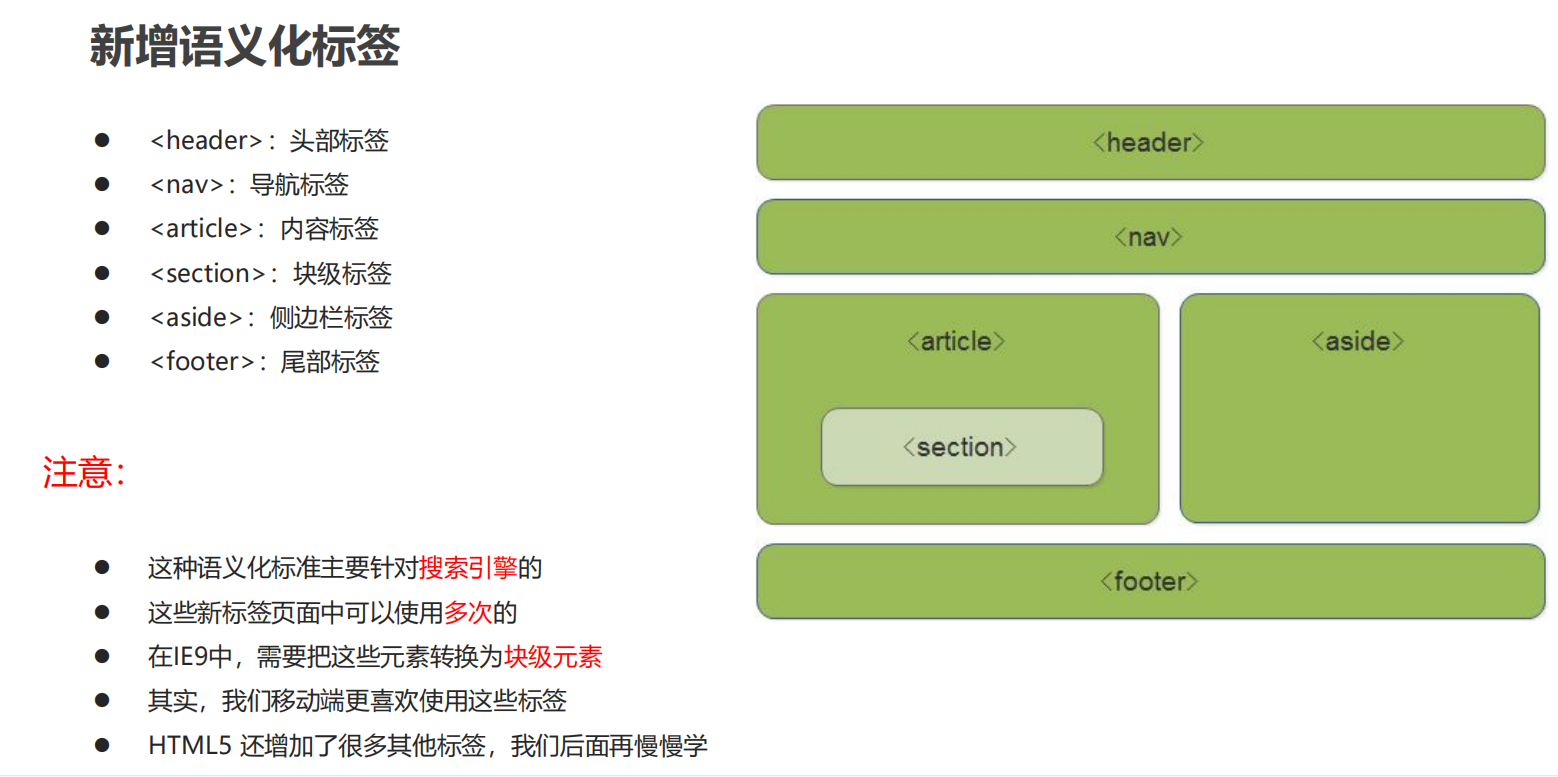 新增语义化标签
<header>：头部标签
<nav>：导航标签
<article>：内容标签
<section>：块级标签
<aside>：侧边栏标签
<footer>：尾部标签
<header>
<nav>
<article>
<aside>
<section>
<footer>
注意：
这种语义化标准主要针对搜索引擎的
这些新标签页面中可以使用多次的
在IE9中，需要把这些元素转换为块级元素
其实，我们移动端更喜欢使用这些标签
HTML5 还增加了很多其他标签，我们后面再慢慢学